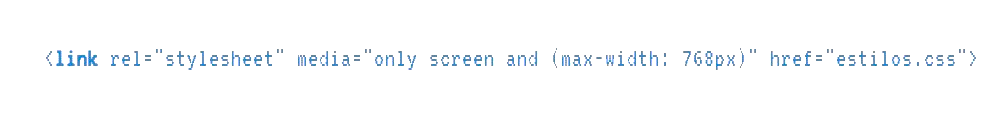 <link rel="stylesheet" media="only screen and (max-width: 768px)" href="estilos.css">